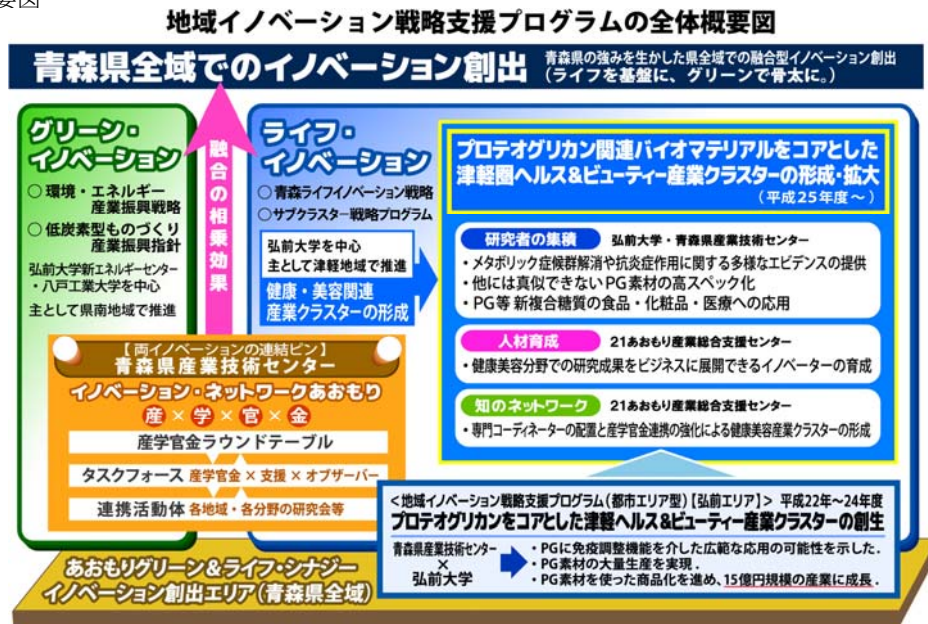 要図
地域イノベーション戦略支援プログラムの全体概要図
青森県全域でのイノベーション創出
青森県の強みを生かした県全域での融合型イノベーション創出
（ライフを基盤に、グリーンで骨太に。）
グリーン・
イノベーション
○環境・エネルギー
産業振興戦略
○低炭素型ものづくり
産業振興指針
弘前大学新エネルギーセンター
・八戸工業大学を中心
主として県南地域で推進
融合の相乗効果
ライフ・
イノベーション
○青森ライフイノベーション戦略
○サブクラスター戦略プログラム
弘前大学を中心
主として津軽地域で推進
健康・美容関連
産業クラスターの形成
プロテオグリカン関連バイオマテリアルをコアとした
津軽圏ヘルス&ビューティー産業クラスターの形成・拡大
（平成25年度～）
研究者の集積 弘前大学・青森県産業技術センター
・メタボリック症候群解消や抗炎症作用に関する多様なエビデンスの提供
・他には真似できないPG素材の高スペック化
・PG等新複合糖質の食品・化粧品・医療への応用
人材育成 21あおもり産業総合支援センター
・健康美容分野での研究成果をビジネスに展開できるイノベーターの育成
知のネットワーク 21あおもり産業総合支援センター
・専門コーディネーターの配置と産学官金連携の強化による健康美容産業クラスターの形成
【両イノベーションの連結ピン】
青森県産業技術センター
イノベーション・ネットワークあおもり
産×学×官×金
産学官金ラウンドテーブル
タスクフォース 産学官金×支援×オブザーバー
連携活動体 各地域・各分野の研究会等
<地域イノベーション戦略支援プログラム（都市エリア型）【弘前エリア】> 平成22年～24年度
プロテオグリカンをコアとした津軽ヘルス&ビューティー産業クラスターの創生
青森県産業技術センター
×
弘前大学
・PGに免疫調整機能を介した広範な応用の可能性を示した．
・PG素材の大量生産を実現．
・PG素材を使った商品化を進め、15億円規模の産業に成長．
あおもりグリーン&ライフ・シナジー
イノベーション創出エリア（青森県全域）